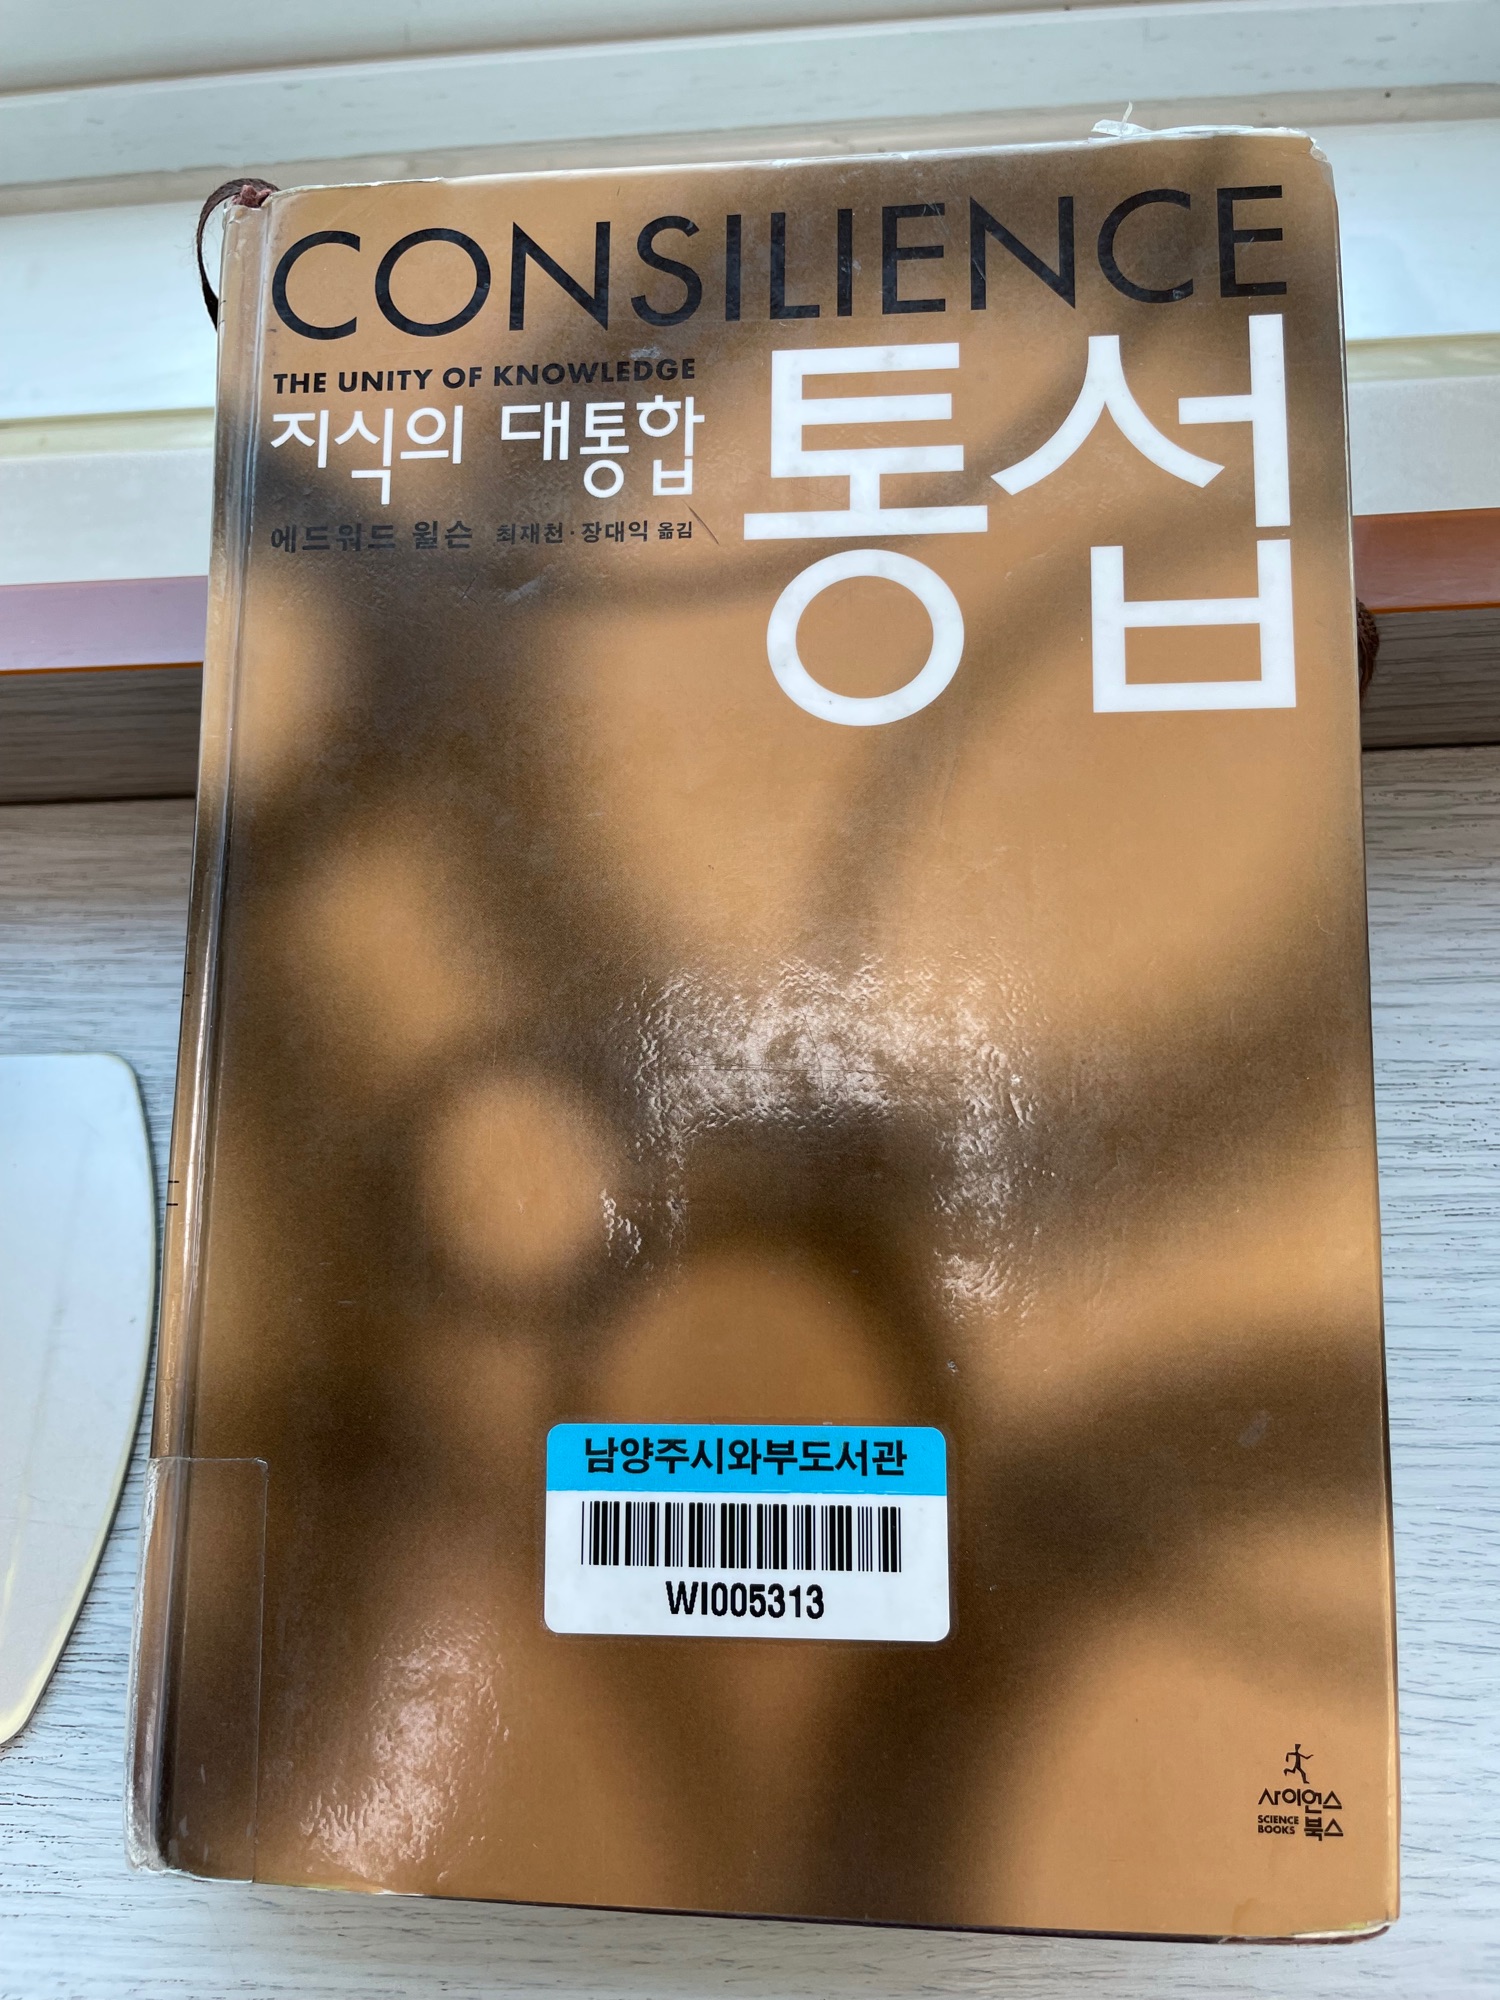 CONSILIENCE
THE UNITY OF KNOWLEDGE
지식의 대통합
통섭
에드워드 윌슨 최재천·장대익 옮김
남양주시와부도서관
WI005313
사이언스
SCIENCE BOOKS 북스